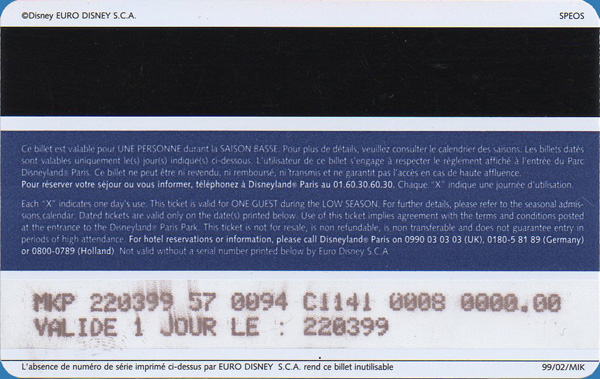 ©Disney EURO DISNEY S.C.A.
SPEOS
Ce billet est valable pour UNE PERSONNE durant la SAISON BASSE. Pour plus de détails, veuillez consulter le calendrier des saisons. Les billets datés
sont valables uniquement le(s) jour(s) indiqué(s) ci-dessous. L'utilisateur de ce billet s'engage à respecter le règlement affiché à l'entrée du Parc
Disneyland® Paris. Ce billet ne peut être ni revendu, ni remboursé, ni transmis et ne garantit pas l'accès en cas de haute affluence.
Pour réserver votre séjour ou vous informer, téléphonez à Disneyland® Paris au 01.60.30.60.30. Chaque "X" indique une journée d'utilisation.
Each "X" indicates one day's use. This ticket is valid for ONE GUEST during the LOW SEASON. For further details, please refer to the seasonal admis-
sions calendar. Dated tickets are valid only on the date(s) printed below. Use of this ticket implies agreement with the terms and conditions posted
at the entrance to the Disneyland® Paris Park. This ticket is not for resale, is non refundable, is non transferable and does not guarantee entry in
periods of high attendance. For hotel reservations or information, please call Disneyland® Paris on 0990 03 03 03 (UK), 0180-5 81 89 (Germany)
or 0800-0789 (Holland). Not valid without a serial number printed below by Euro Disney S.C.A
MKP 220399 57 0094 C1141 0008 0000.00
VALIDE 1 JOUR LE : 220399
L'absence de numéro de série imprimé ci-dessus par EURO DISNEY S.C.A. rend ce billet inutilisable
99/02/MIK